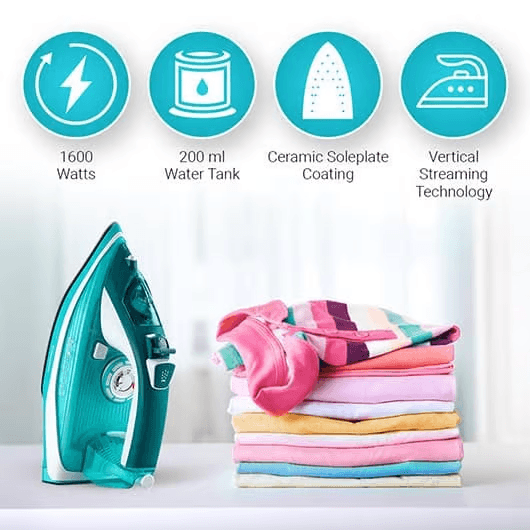 1600
Watts
200 ml
Water Tank
Ceramic Soleplate
Coating
Vertical
Streaming
Technology